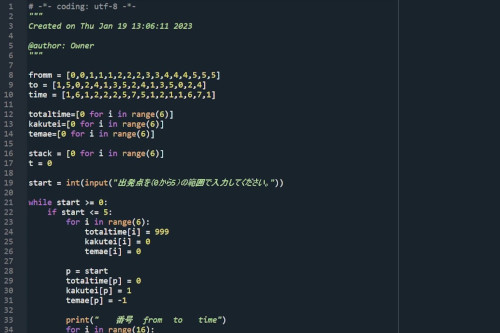 1 # -*- coding: utf-8 -*-
2 """
3 Created on Thu Jan 19 13:06:11 2023
4
5 @author: Owner
6 """
7
8 fromm = [0,0,1,1,1,2,2,2,3,3,4,4,4,5,5,5]
9 to = [1,5,0,2,4,1,3,5,2,4,1,3,5,0,2,4]
10 time = [1,6,1,2,2,2,5,7,5,1,2,1,1,6,7,1]
11
12 totaltime=[0 for i in range(6)]
13 kakutei=[0 for i in range(6)]
14 temae=[0 for i in range(6)]
15
16 stack = [0 for i in range(6)]
17 t = 0
18
19 start = int(input("出発点を(0から5)の範囲で入力してください。"))
20
21 while start >= 0:
22 if start <= 5:
23 for i in range(6):
24 totaltime[i] = 999
25 kakutei[i] = 0
26 temae[i] = 0
27
28 p = start
29 totaltime[p] = 0
30 kakutei[p] = 1
31 temae[p] = -1
32
33 print(" 番号 from to time")
for i in range(16):